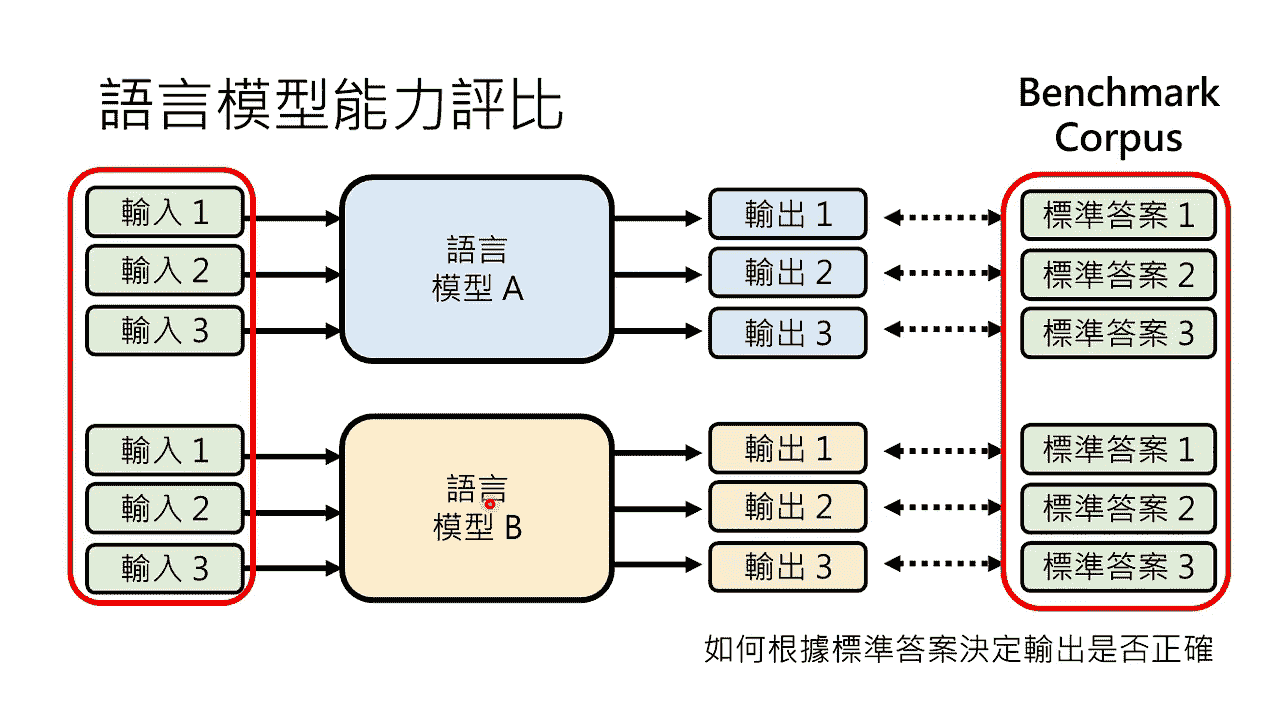 語言模型能力評比
Benchmark
Corpus
輸入 1
輸入 2
輸入 3
語言
模型 A
輸出 1
輸出 2
輸出 3
標準答案 1
標準答案 2
標準答案 3
輸入 1
輸入 2
輸入 3
語言
模型 B
輸出 1
輸出 2
輸出 3
標準答案 1
標準答案 2
標準答案 3
如何根據標準答案決定輸出是否正確